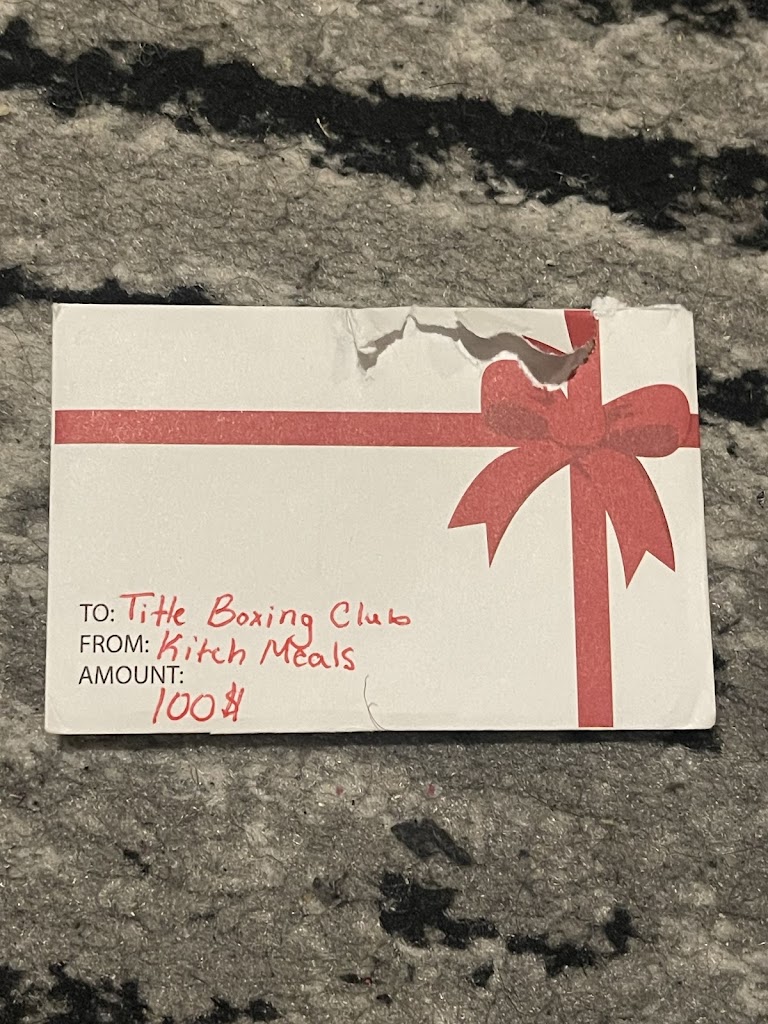 TO: Title Boxing Club
FROM: Kitch Meals
AMOUNT:
100$